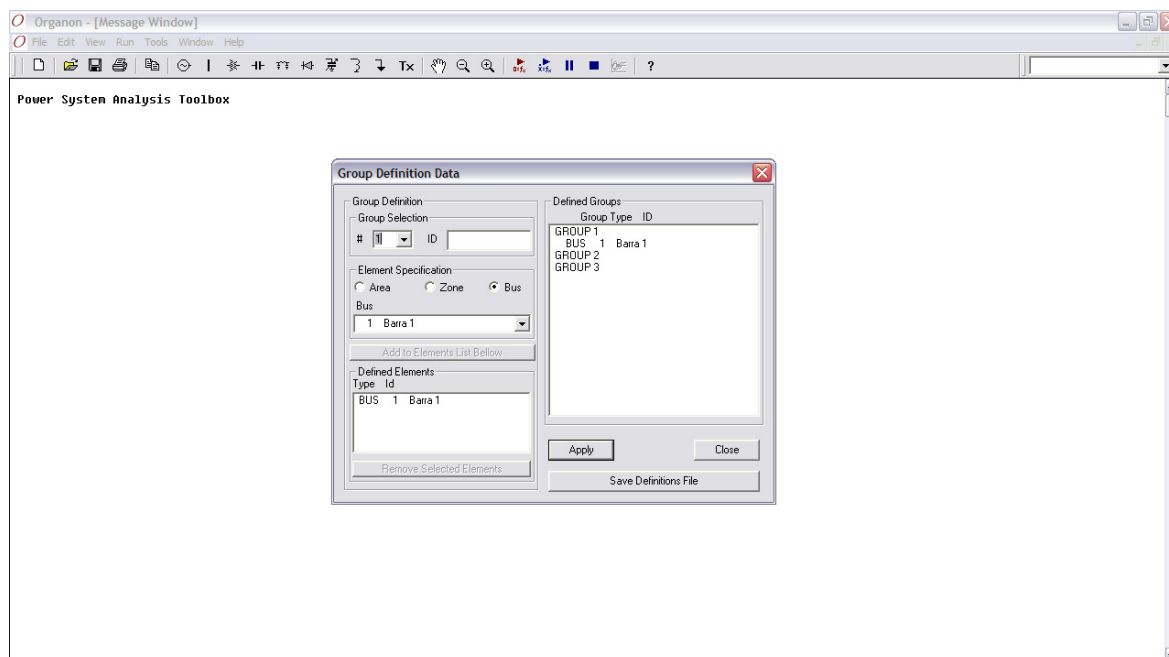 Organon - [Message Window]
File Edit View Run Tools Window Help
Tx ?
Power System Analysis Toolbox
Group Definition Data
Group Definition
Group Selection
# 1 ID
Element Specification
Area Zone Bus
Bus
1 Barra 1
Add to Elements List Bellow
Defined Elements
Type Id
BUS 1 Barra 1
Remove Selected Elements
Defined Groups
Group Type ID
GROUP 1
BUS 1 Barra 1
GROUP 2
GROUP 3
Apply Close
Save Definitions File